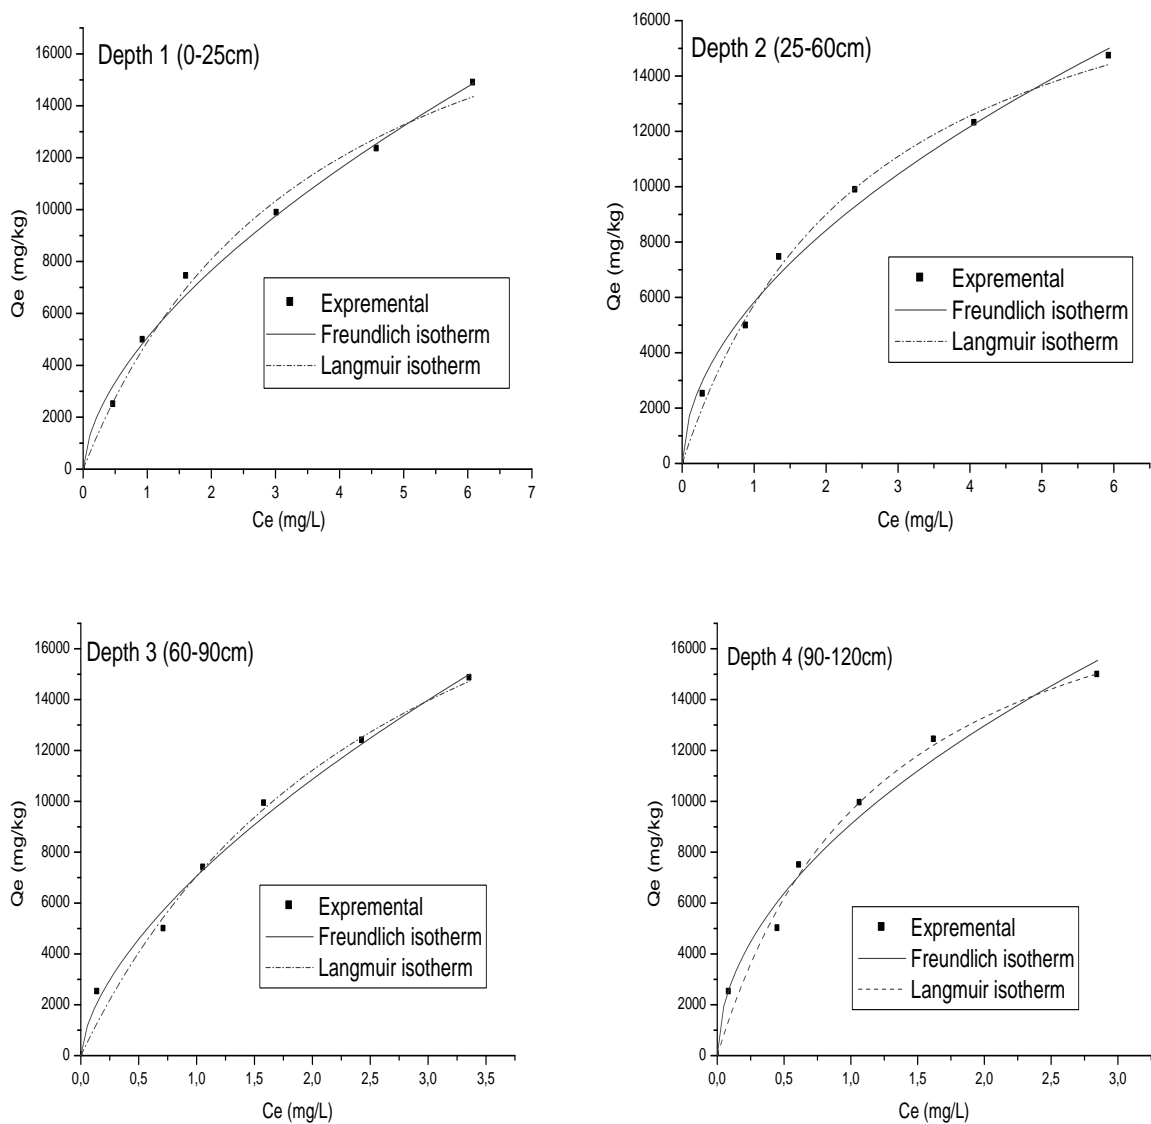 Depth 1 (0-25cm)
Qe (mg/kg)
16000
14000
12000
10000
8000
6000
4000
2000
0
Expremental
Freundlich isotherm
Langmuir isotherm
0 1 2 3 4 5 6 7
Ce (mg/L)
Depth 2 (25-60cm)
Qe (mg/kg)
16000
14000
12000
10000
8000
6000
4000
2000
0
Expremental
Freundlich isotherm
Langmuir isotherm
0 1 2 3 4 5 6
Ce (mg/L)
Depth 3 (60-90cm)
Qe (mg/kg)
16000
14000
12000
10000
8000
6000
4000
2000
0
Expremental
Freundlich isotherm
Langmuir isotherm
0,0 0,5 1,0 1,5 2,0 2,5 3,0 3,5
Ce (mg/L)
Depth 4 (90-120cm)
Qe (mg/kg)
16000
14000
12000
10000
8000
6000
4000
2000
0
Expremental
Freundlich isotherm
Langmuir isotherm
0,0 0,5 1,0 1,5 2,0 2,5 3,0
Ce (mg/L)